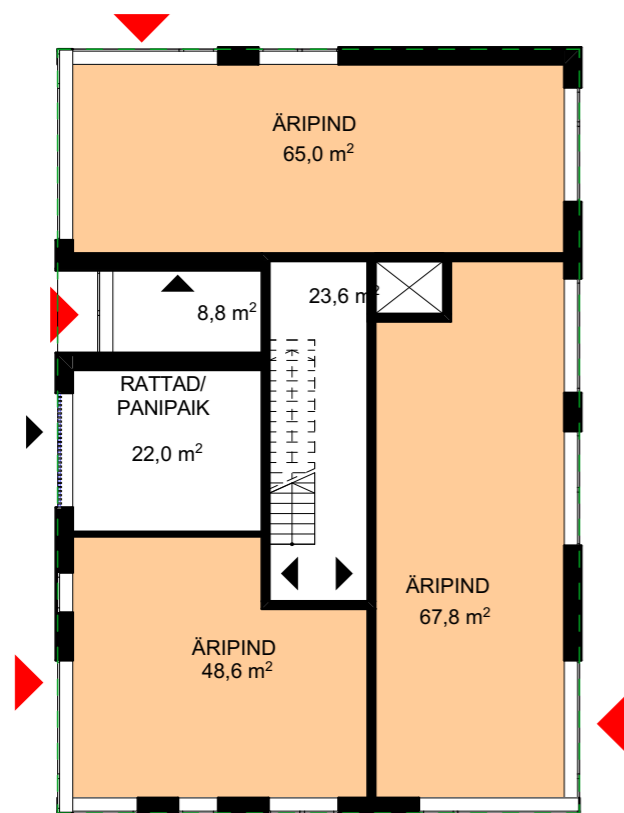 ÄRIPIND
65,0 m²
8,8 m²
23,6 m²
RATTAD/
PANIPAIK
22,0 m²
ÄRIPIND
67,8 m²
ÄRIPIND
48,6 m²